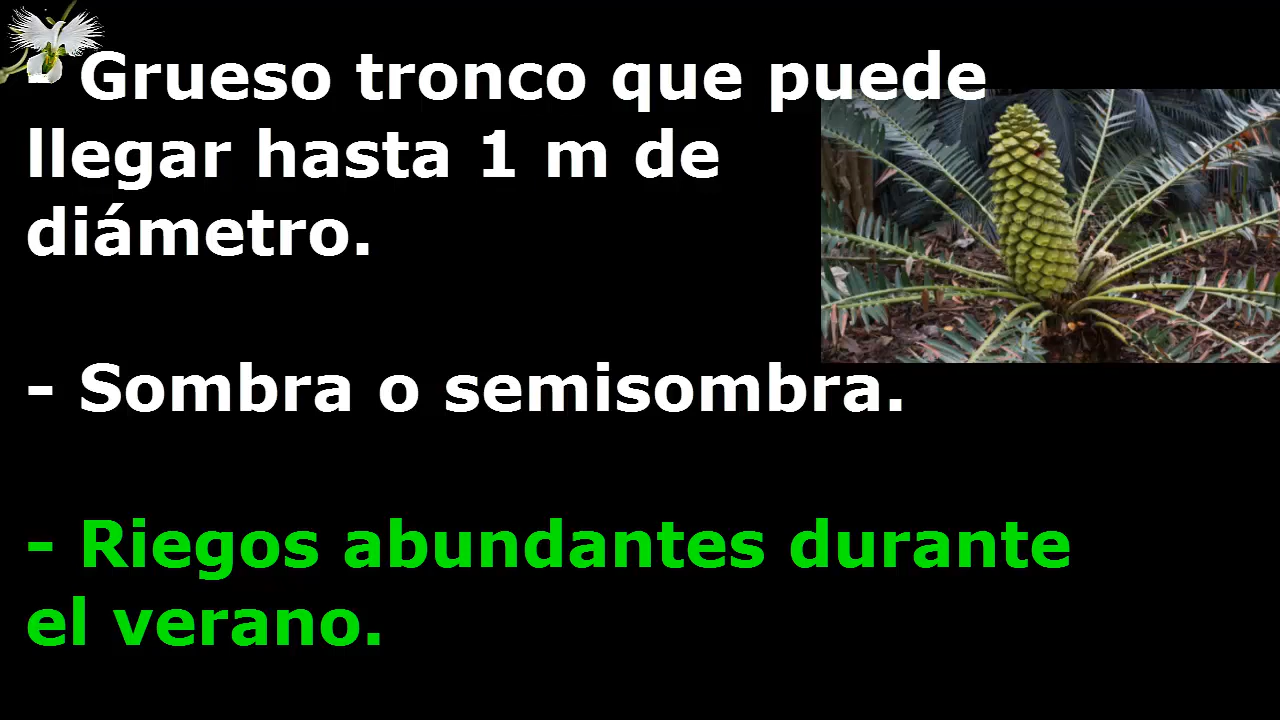 - Grueso tronco que puede
llegar hasta 1 m de
diámetro.
- Sombra o semisombra.
- Riegos abundantes durante
el verano.